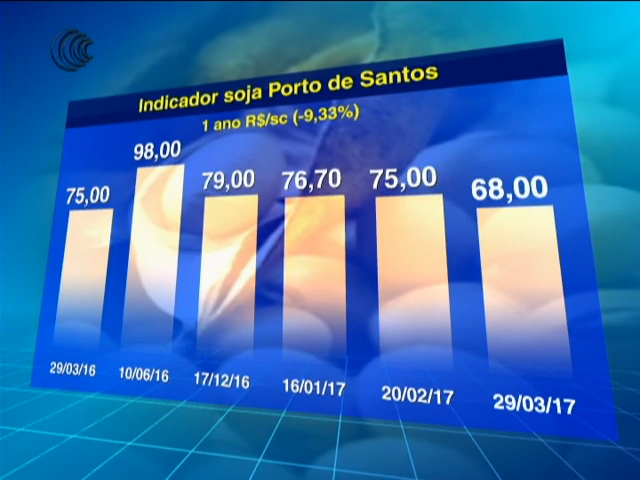 Indicador soja Porto de Santos
1 ano R$/sc (-9,33%)
75,00 98,00 79,00 76,70 75,00 68,00
29/03/16 10/06/16 17/12/16 16/01/17 20/02/17 29/03/17